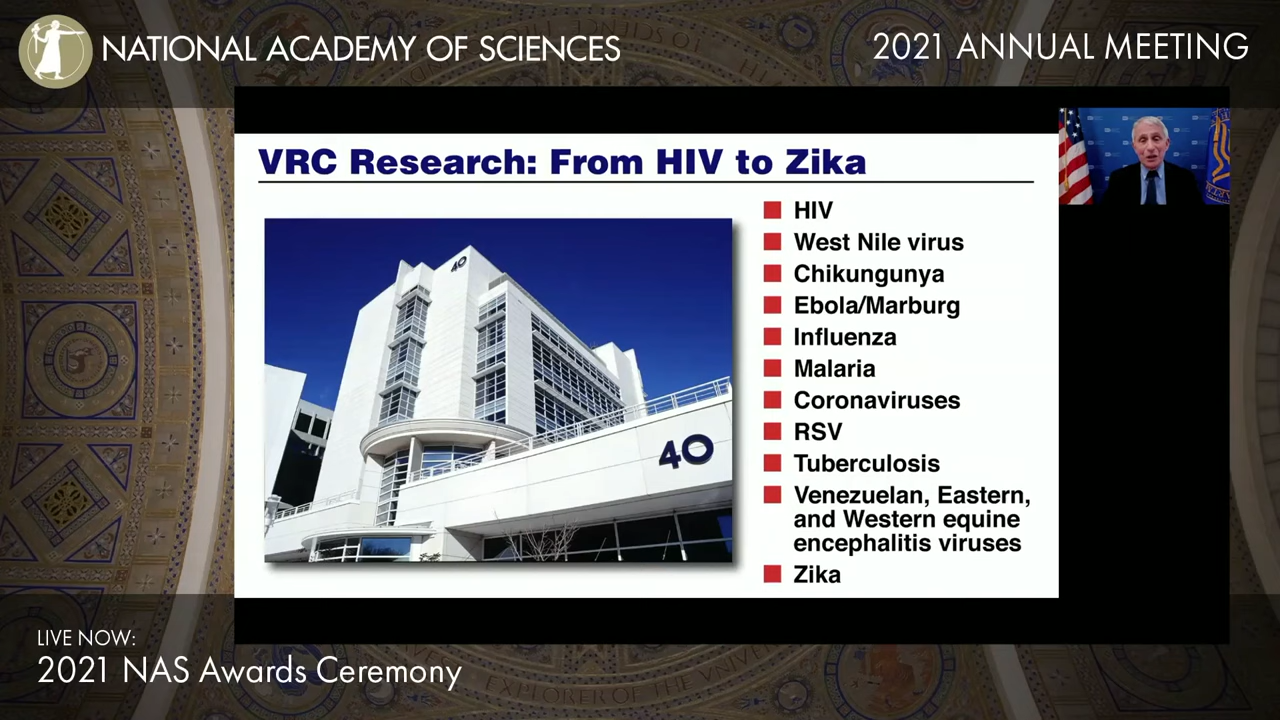 NATIONAL ACADEMY OF SCIENCES
2021 ANNUAL MEETING
VRC Research: From HIV to Zika
40
40
HIV
West Nile virus
Chikungunya
Ebola/Marburg
Influenza
Malaria
Coronaviruses
RSV
Tuberculosis
Venezuelan, Eastern,
and Western equine
encephalitis viruses
Zika
LIVE NOW:
2021 NAS Awards Ceremony